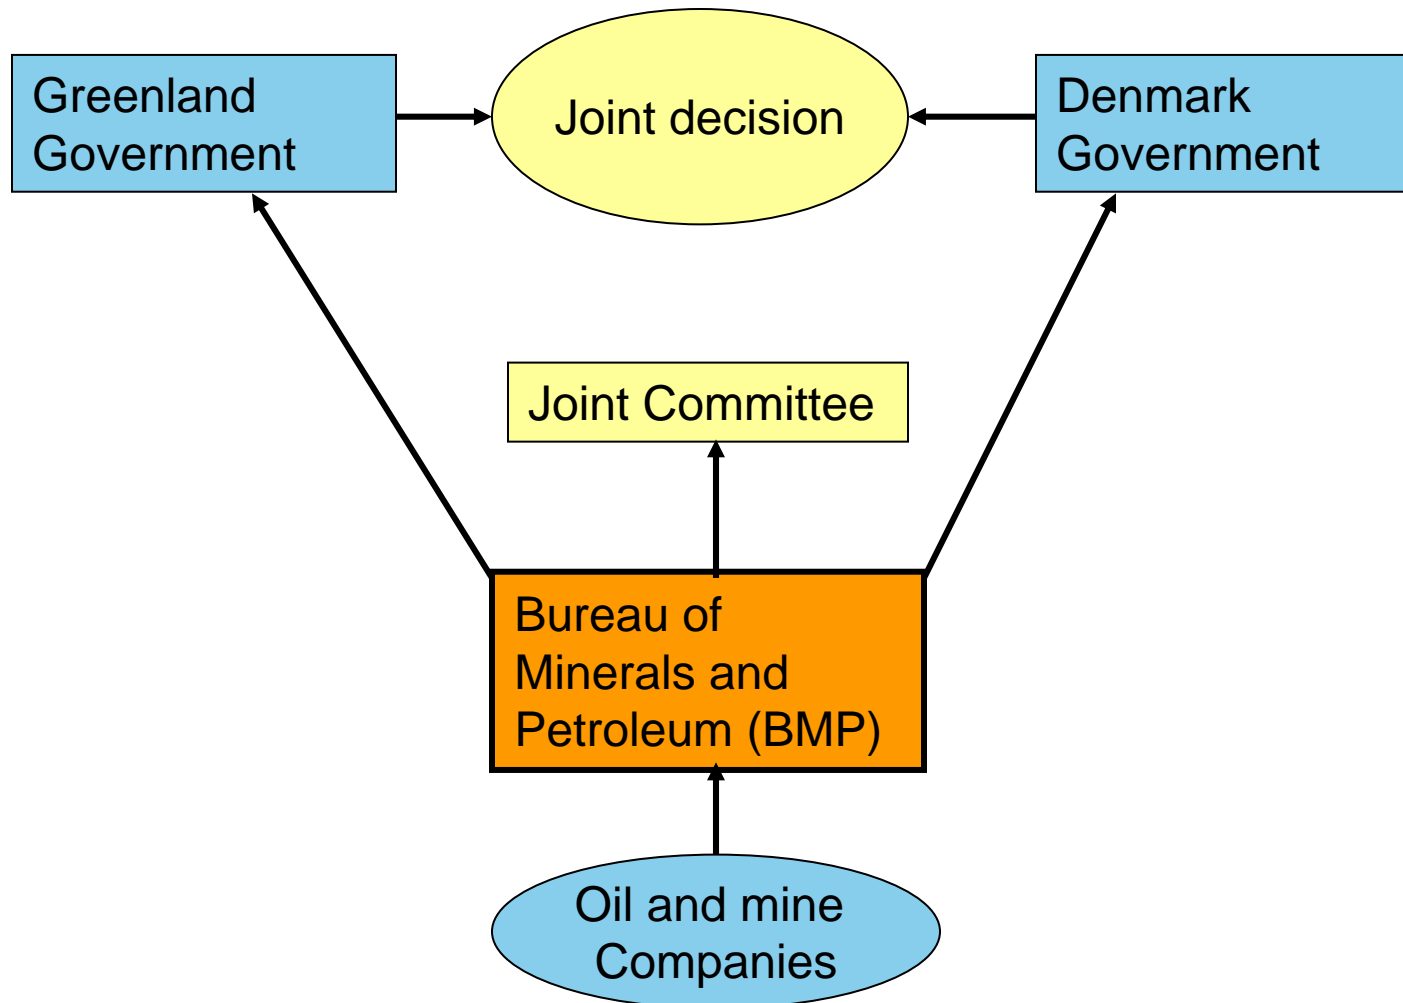 Greenland
Government
Joint decision
Denmark
Government
Joint Committee
Bureau of
Minerals and
Petroleum (BMP)
Oil and mine
Companies